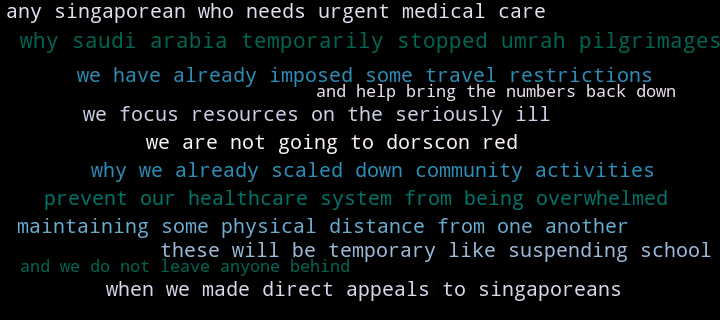 any singaporean who needs urgent medical care
why saudi arabia temporarily stopped umrah pilgrimages
we have already imposed some travel restrictions
and help bring the numbers back down
we focus resources on the seriously ill
we are not going to dorscon red
why we already scaled down community activities
prevent our healthcare system from being overwhelmed
maintaining some physical distance from one another
these will be temporary like suspending school
and we do not leave anyone behind
when we made direct appeals to singaporeans